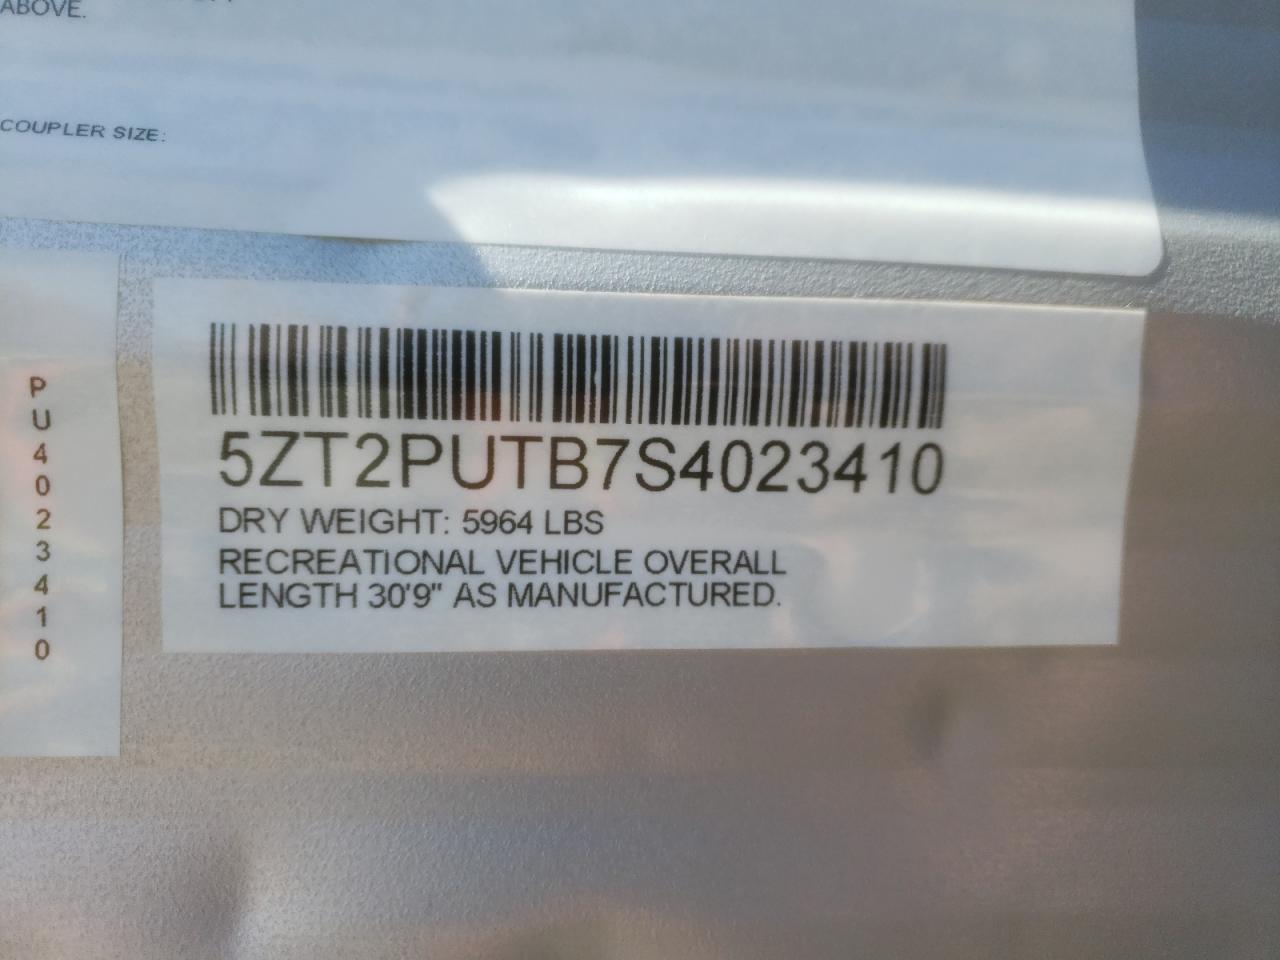 ABOVE.
COUPLER SIZE:
P
U
4
0
2
3
4
1
0
5ZT2PUTB7S4023410
DRY WEIGHT: 5964 LBS
RECREATIONAL VEHICLE OVERALL
LENGTH 30'9" AS MANUFACTURED.